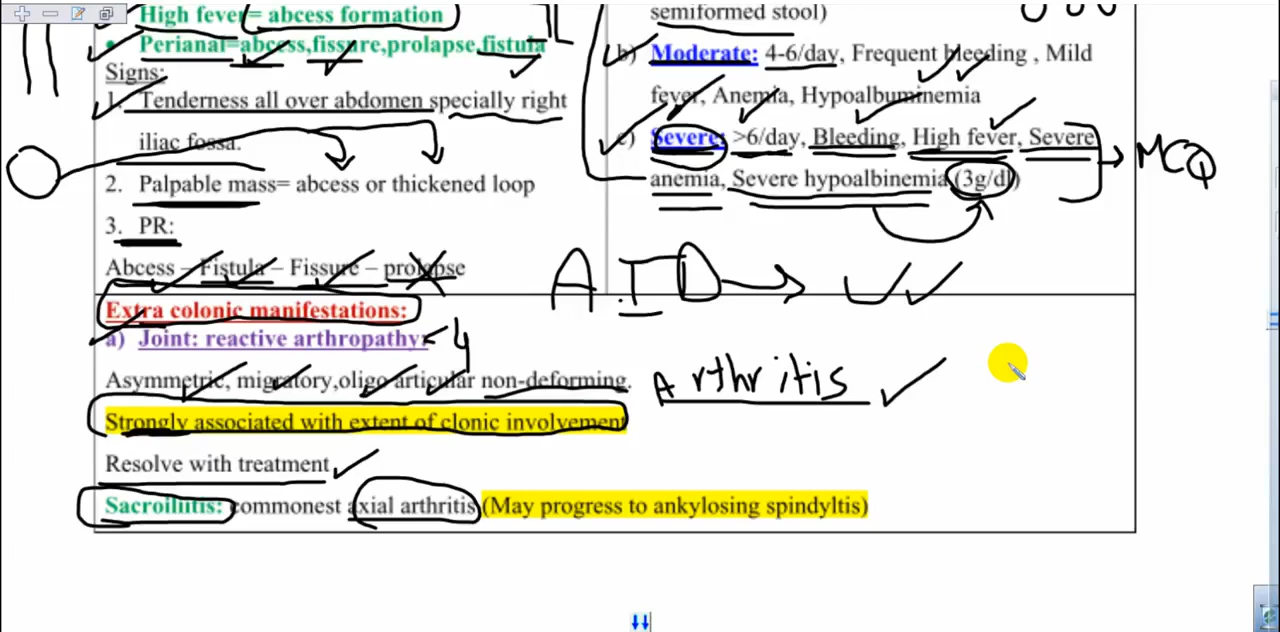 High fever= abcess formation
• Perianal=abcess,fissure,prolapse,fistula
Signs:
1. Tenderness all over abdomen specially right
iliac fossa.
2. Palpable mass= abcess or thickened loop
3. PR:
Abcess – Fistula – Fissure – prolapse
semiformed stool)
b) Moderate: 4-6/day, Frequent bleeding , Mild
fever, Anemia, Hypoalbuminemia
c) Severe: >6/day, Bleeding, High fever, Severe
anemia, Severe hypoalbinemia (3g/dl)
MCQ
A.I.D
Extra colonic manifestations:
a) Joint: reactive arthropathy:
4
Asymmetric, migratory,oligo articular non-deforming.
Arthritis
Strongly associated with extent of clonic involvement
Resolve with treatment
Sacroiliitis: commonest axial arthritis (May progress to ankylosing spindyltis)